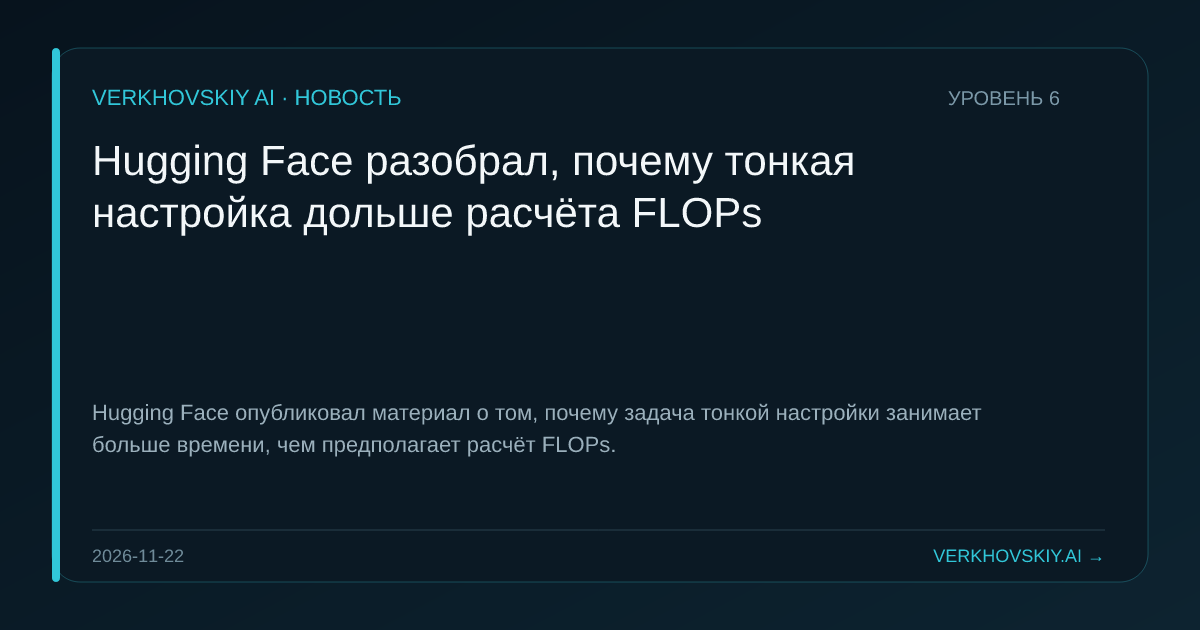 VERKHOVSKIY AI · НОВОСТЬ
УРОВЕНЬ 6
Hugging Face разобрал, почему тонкая
настройка дольше расчёта FLOPs
Hugging Face опубликовал материал о том, почему задача тонкой настройки занимает
больше времени, чем предполагает расчёт FLOPs.
2026-11-22
VERKHOVSKIY.AI →